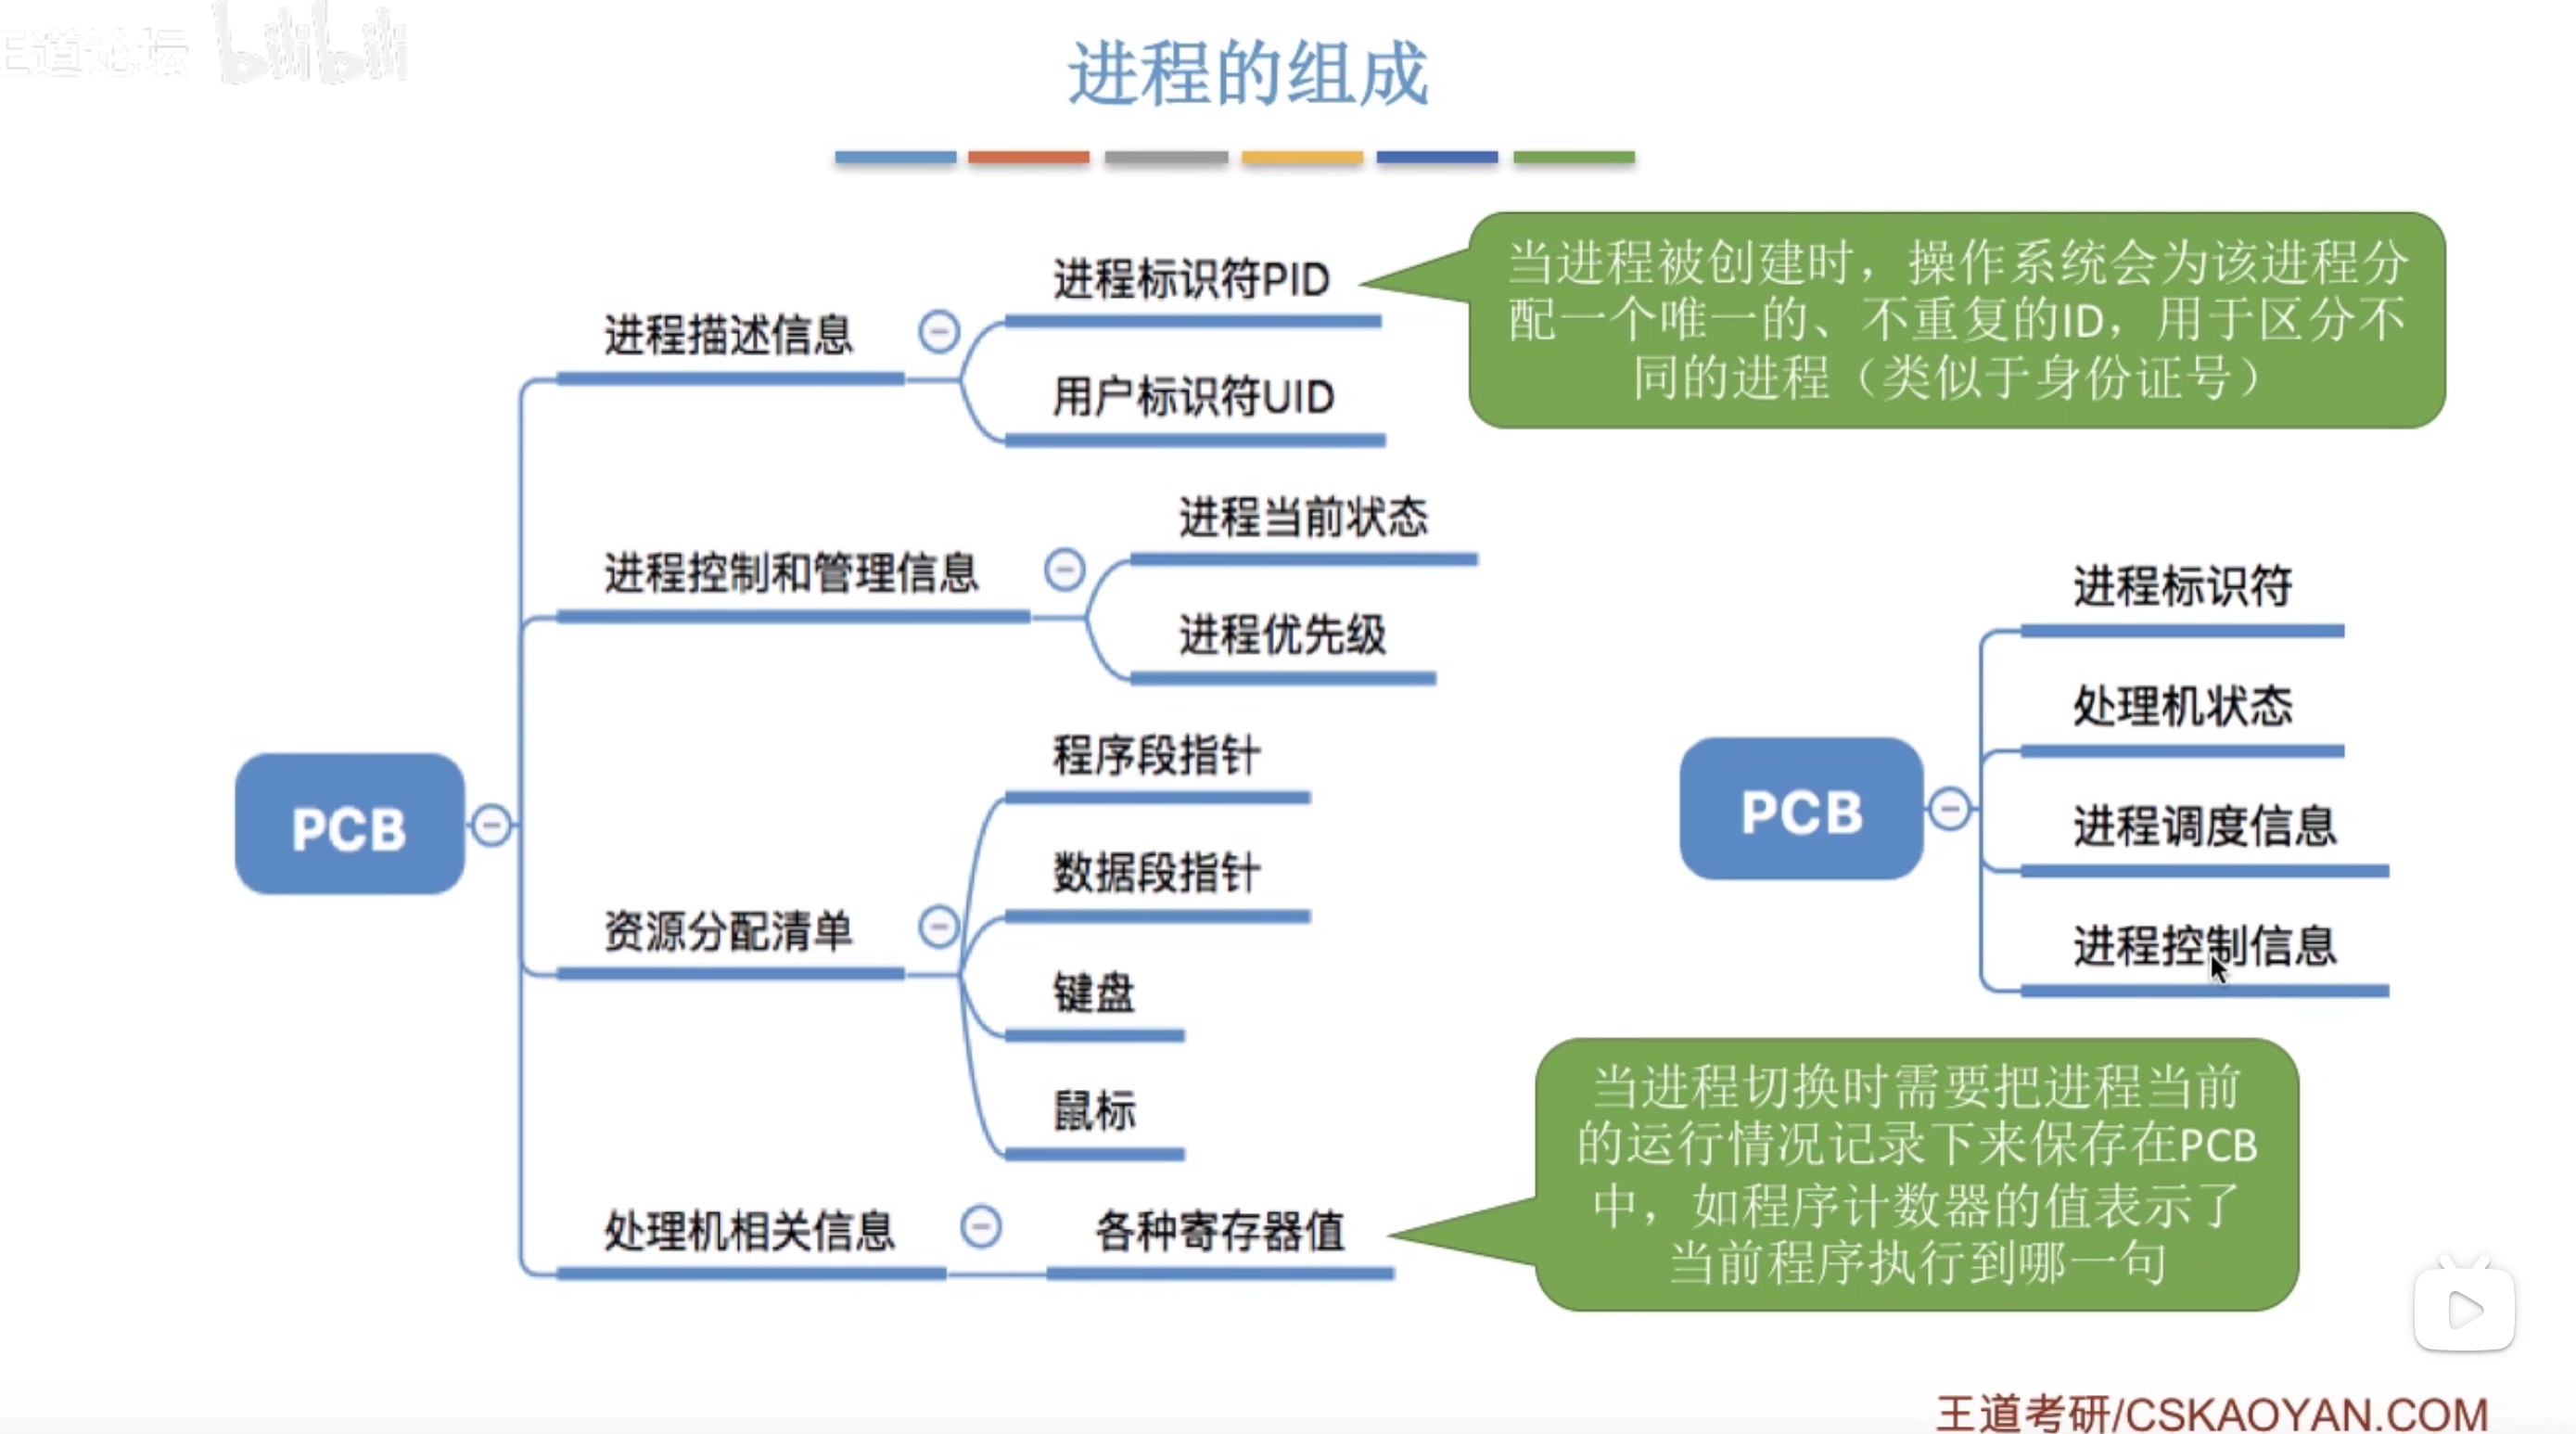 王道论坛 bilibili
进程的组成
进程标识符PID
进程描述信息
用户标识符UID
当进程被创建时，操作系统会为该进程分
配一个唯一的、不重复的ID，用于区分不
同的进程（类似于身份证号）
进程当前状态
进程控制和管理信息
进程优先级
程序段指针
数据段指针
PCB
资源分配清单
键盘
鼠标
处理机相关信息
各种寄存器值
进程标识符
处理机状态
PCB
进程调度信息
进程控制信息
当进程切换时需要把进程当前
的运行情况记录下来保存在PCB
中，如程序计数器的值表示了
当前程序执行到哪一句
王道考研/CSKAOYAN.COM